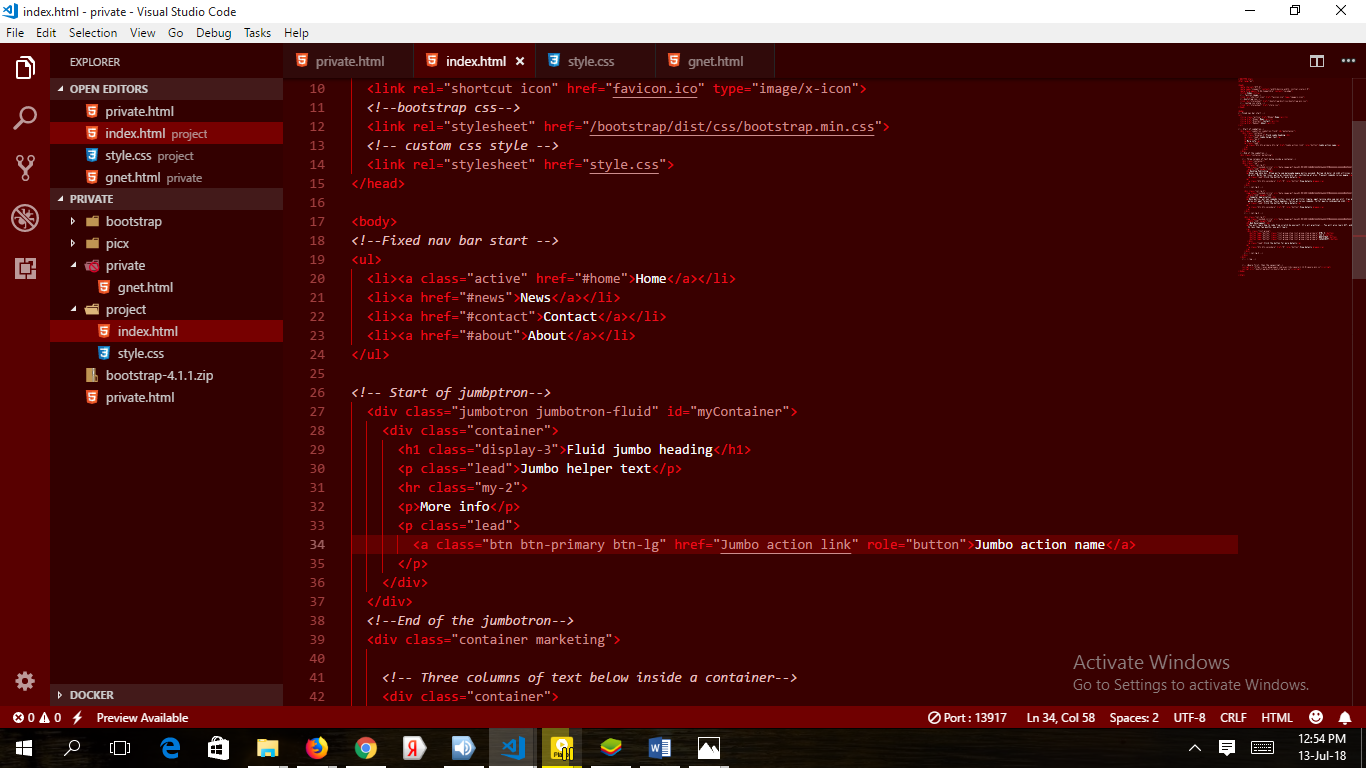 index.html - private - Visual Studio Code
File Edit Selection View Go Debug Tasks Help
EXPLORER
OPEN EDITORS
private.html
index.html project
style.css project
gnet.html private
PRIVATE
bootstrap
picx
private
gnet.html
project
index.html
style.css
bootstrap-4.1.1.zip
private.html
DOCKER
private.html index.html style.css gnet.html
10 <link rel="shortcut icon" href="favicon.ico" type="image/x-icon">
11 <!--bootstrap css-->
12 <link rel="stylesheet" href="/bootstrap/dist/css/bootstrap.min.css">
13 <!-- custom css style -->
14 <link rel="stylesheet" href="style.css">
15 </head>
16
17 <body>
18 <!--Fixed nav bar start -->
19 <ul>
20 <li><a class="active" href="#home">Home</a></li>
21 <li><a href="#news">News</a></li>
22 <li><a href="#contact">Contact</a></li>
23 <li><a href="#about">About</a></li>
24 </ul>
25
26 <!-- Start of jumbptron-->
27 <div class="jumbotron jumbotron-fluid" id="myContainer">
28 <div class="container">
29 <h1 class="display-3">Fluid jumbo heading</h1>
30 <p class="lead">Jumbo helper text</p>
31 <hr class="my-2">
32 <p>More info</p>
33 <p class="lead">
34 <a class="btn btn-primary btn-lg" href="Jumbo action link" role="button">Jumbo action name</a>
35 </p>
36 </div>
37 </div>
38 <!--End of the jumbotron-->
39 <div class="container marketing">
40
41 <!-- Three columns of text below inside a container-->
42 <div class="container">
Activate Windows
Go to Settings to activate Windows.
0 0 Preview Available Port : 13917 Ln 34, Col 58 Spaces: 2 UTF-8 CRLF HTML
12:54 PM
13-Jul-18